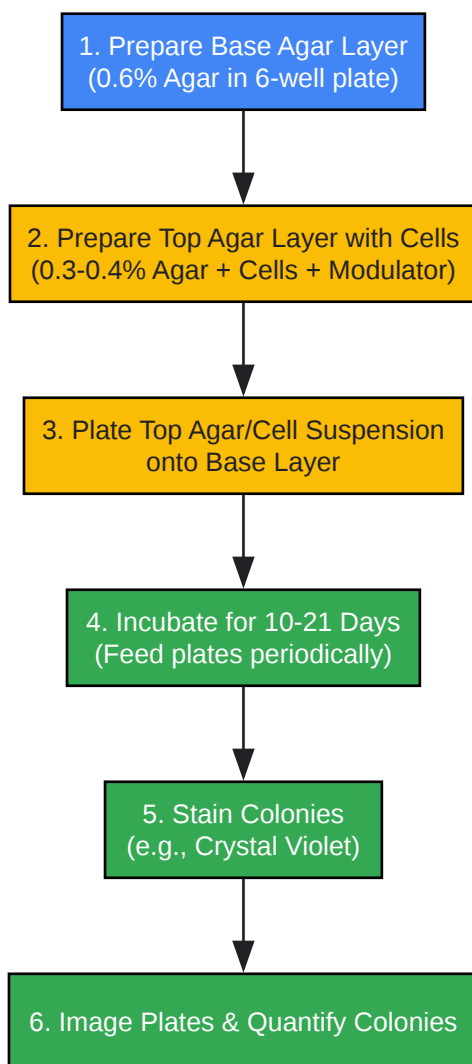 1. Prepare Base Agar Layer
(0.6% Agar in 6-well plate)
2. Prepare Top Agar Layer with Cells
(0.3-0.4% Agar + Cells + Modulator)
3. Plate Top Agar/Cell Suspension
onto Base Layer
4. Incubate for 10-21 Days
(Feed plates periodically)
5. Stain Colonies
(e.g., Crystal Violet)
6. Image Plates & Quantify Colonies